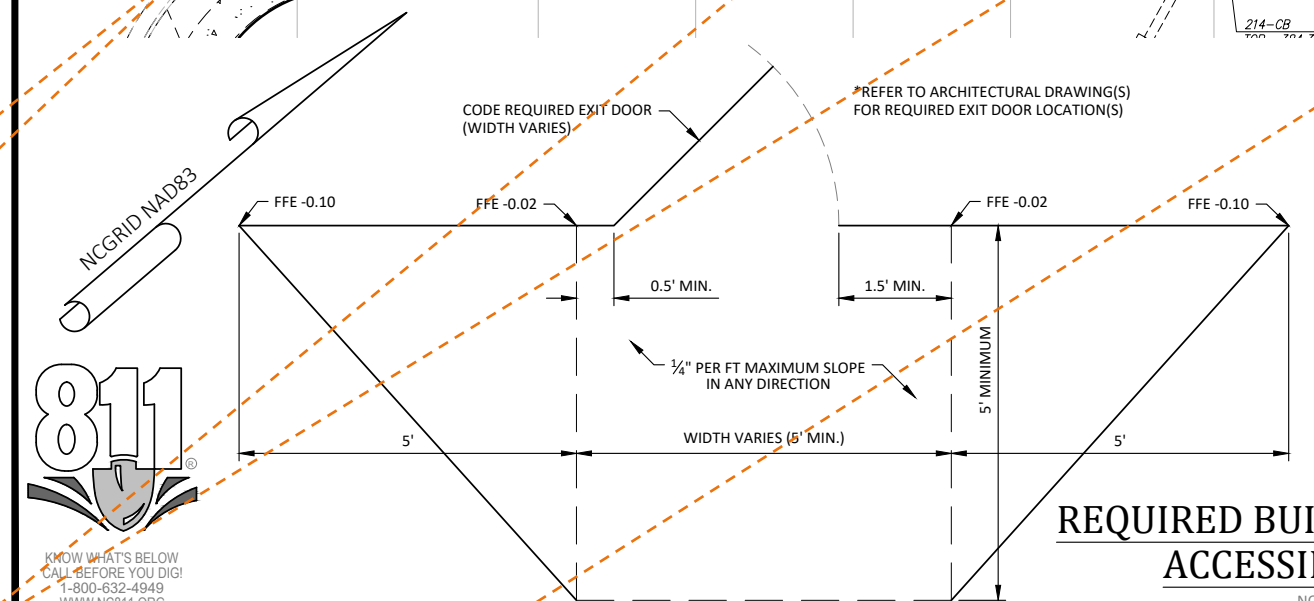 214-CB
CODE REQUIRED EXIT DOOR
(WIDTH VARIES)
*REFER TO ARCHITECTURAL DRAWING(S)
FOR REQUIRED EXIT DOOR LOCATION(S)
NCGRID NAD83
FFE -0.10
FFE -0.02
FFE -0.02
FFE -0.10
0.5' MIN.
1.5' MIN.
¼" PER FT MAXIMUM SLOPE
IN ANY DIRECTION
5' MINIMUM
5'
WIDTH VARIES (5' MIN.)
5'
811
®
KNOW WHAT'S BELOW
CALL BEFORE YOU DIG!
1-800-632-4949
WWW.NC811.ORG
REQUIRED BUI
ACCESSI